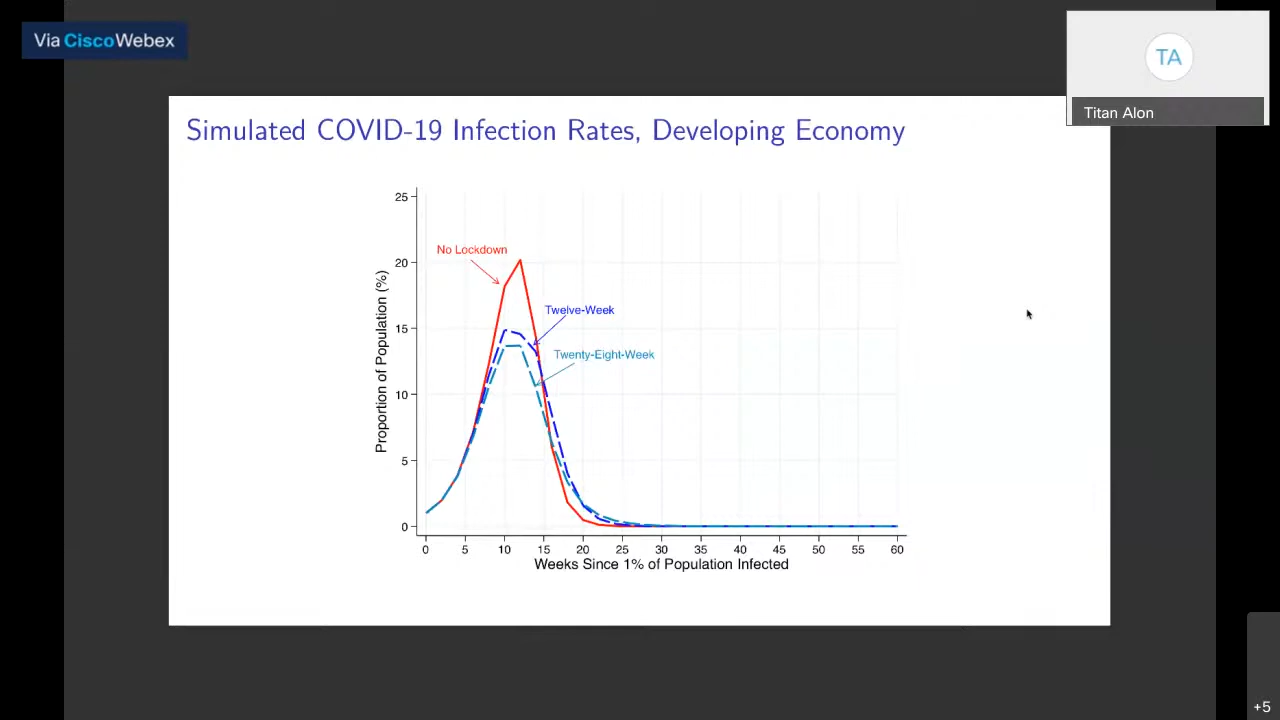 Via Cisco Webex
TA
Titan Alon
Simulated COVID-19 Infection Rates, Developing Economy
25
20
15
10
5
0
Proportion of Population (%)
No Lockdown
Twelve-Week
Twenty-Eight-Week
0 5 10 15 20 25 30 35 40 45 50 55 60
Weeks Since 1% of Population Infected
+5